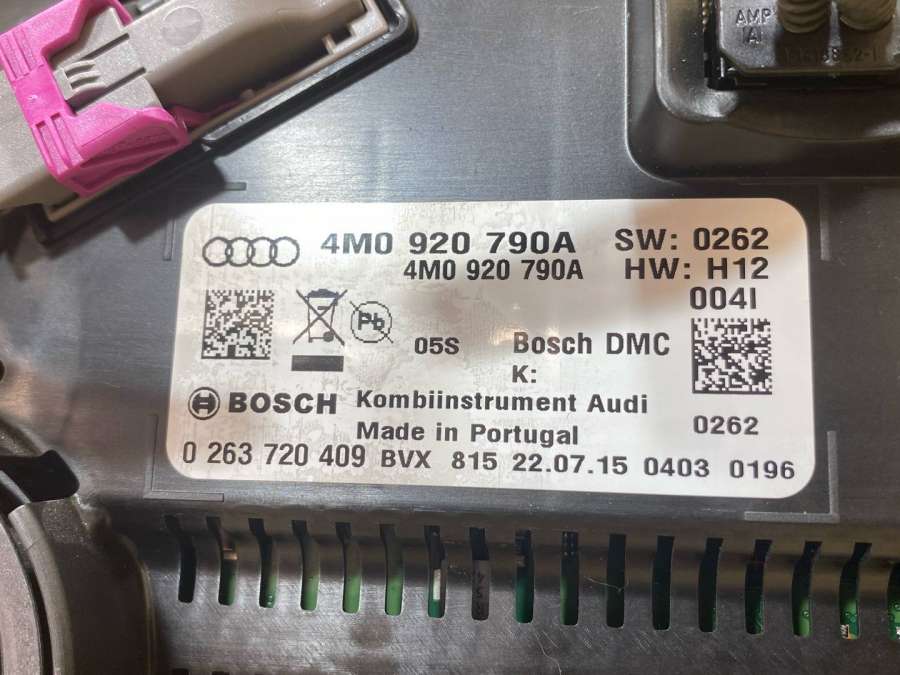 AMP
4M0 920 790A SW: 0262
4M0 920 790A HW: H12
004I
Pb
05S Bosch DMC
K:
BOSCH Kombiinstrument Audi
0262
Made in Portugal
0 263 720 409 BVX 815 22.07.15 0403 0196